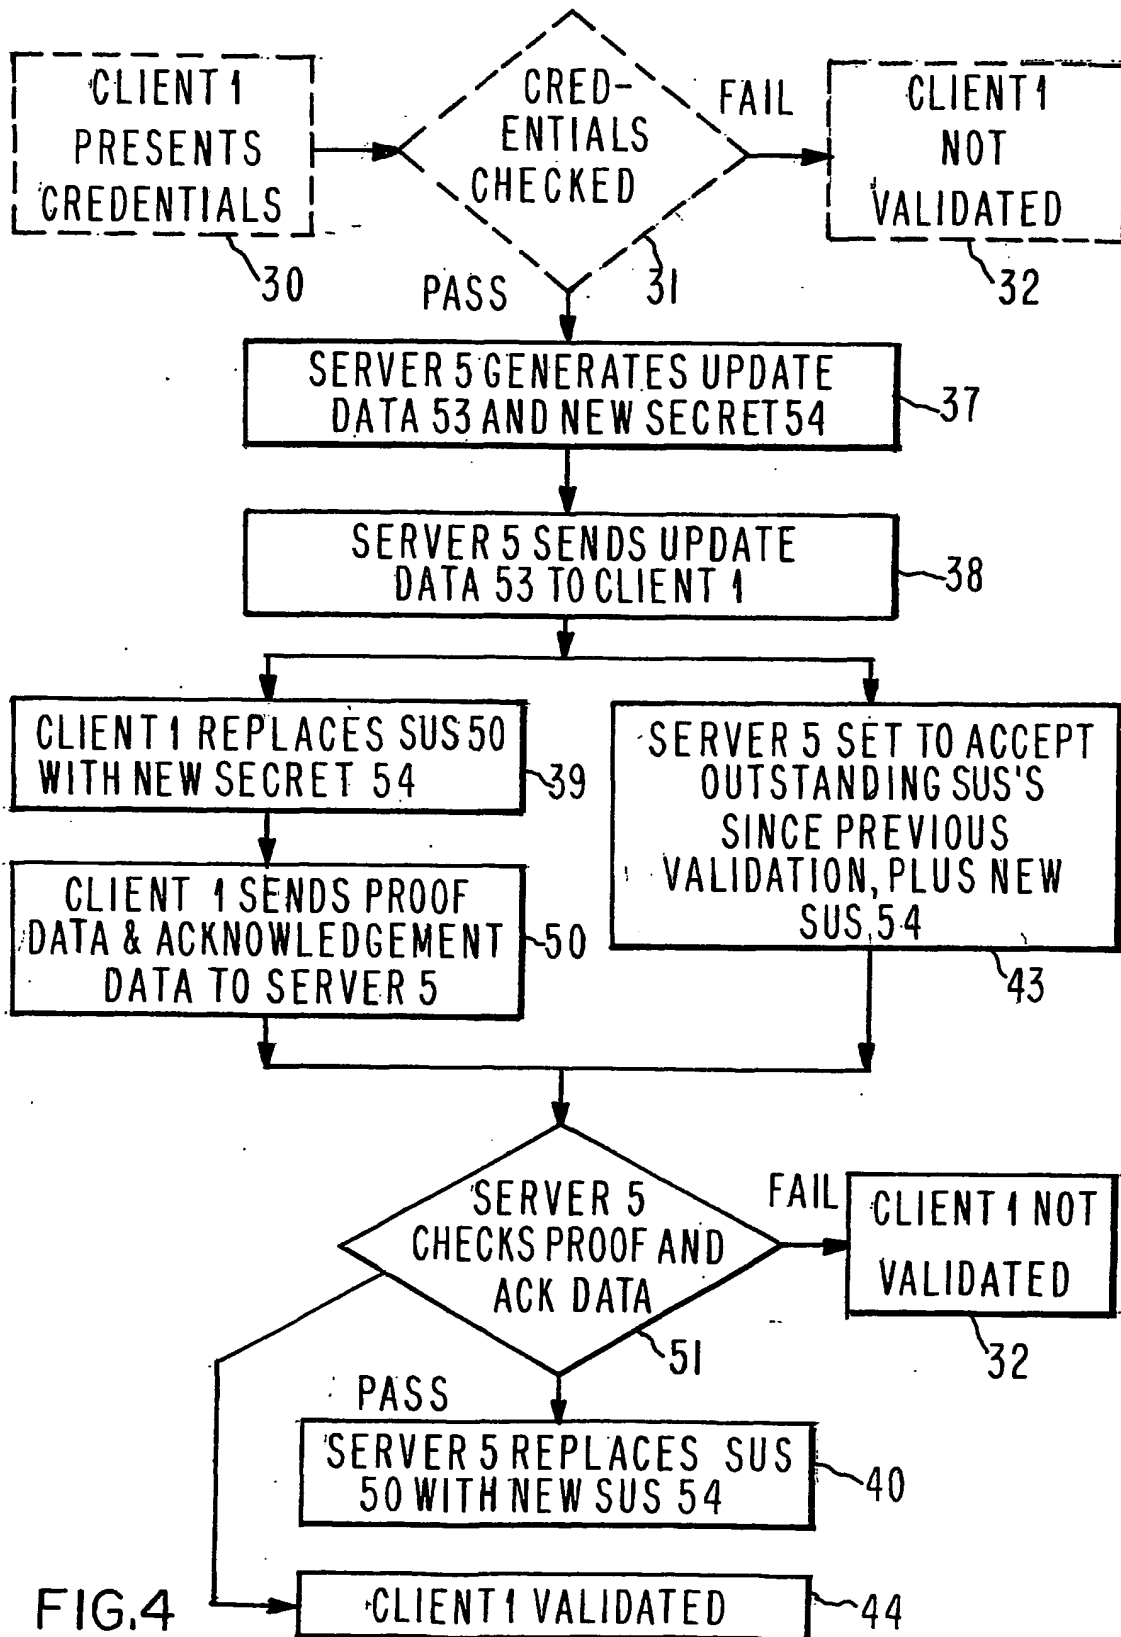 CLIENT 1
PRESENTS
CREDENTIALS
30
CRED-
ENTIALS
CHECKED
31
FAIL
CLIENT 1
NOT
VALIDATED
32
PASS
SERVER 5 GENERATES UPDATE
DATA 53 AND NEW SECRET 54
37
SERVER 5 SENDS UPDATE
DATA 53 TO CLIENT 1
38
CLIENT 1 REPLACES SUS 50
WITH NEW SECRET 54
39
CLIENT 1 SENDS PROOF
DATA & ACKNOWLEDGEMENT
DATA TO SERVER 5
50
SERVER 5 SET TO ACCEPT
OUTSTANDING SUS'S
SINCE PREVIOUS
VALIDATION, PLUS NEW
SUS 54
43
SERVER 5
CHECKS PROOF AND
ACK DATA
51
FAIL
CLIENT 1 NOT
VALIDATED
32
PASS
SERVER 5 REPLACES SUS
50 WITH NEW SUS 54
40
CLIENT 1 VALIDATED
44
FIG.4